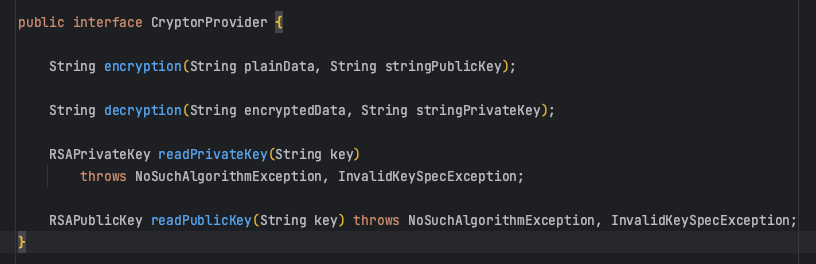 public interface CryptorProvider {
String encryption(String plainData, String stringPublicKey);
String decryption(String encryptedData, String stringPrivateKey);
RSAPrivateKey readPrivateKey(String key)
throws NoSuchAlgorithmException, InvalidKeySpecException;
RSAPublicKey readPublicKey(String key) throws NoSuchAlgorithmException, InvalidKeySpecException;
}